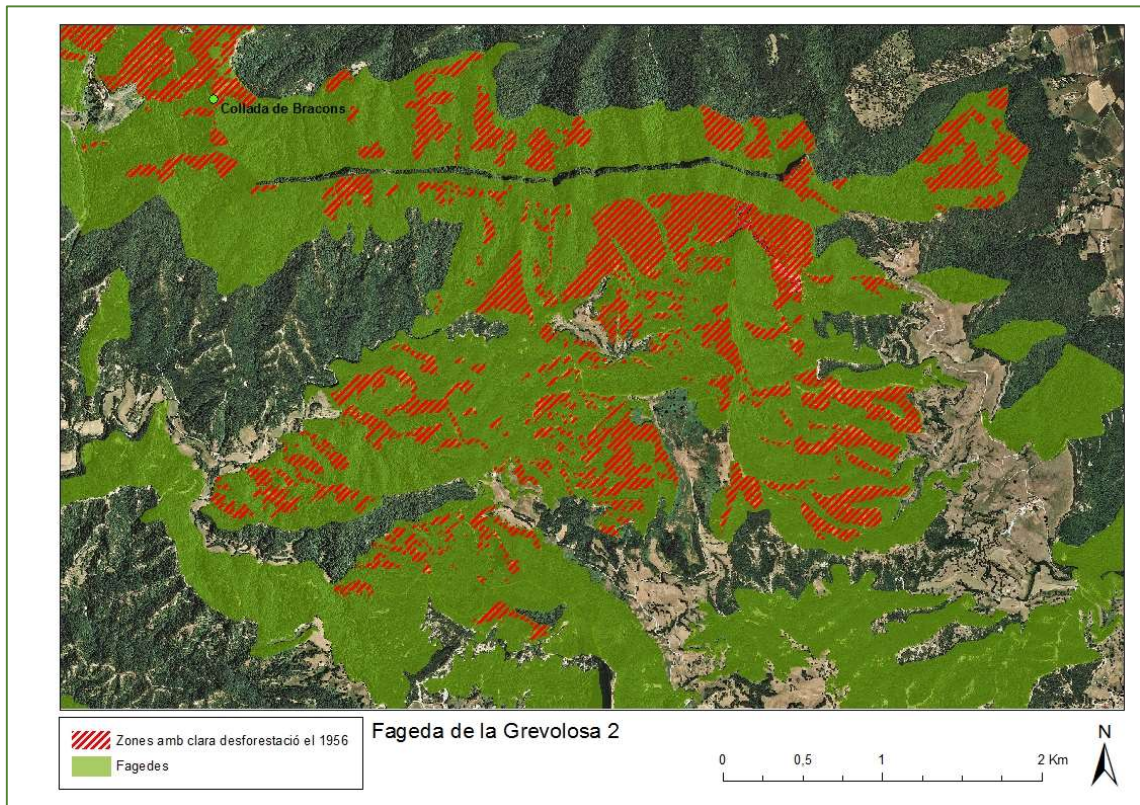 Collada de Bracons
Zones amb clara desforestació el 1956
Fagedes
Fageda de la Grevolosa 2
0 0,5 1 2 Km
N